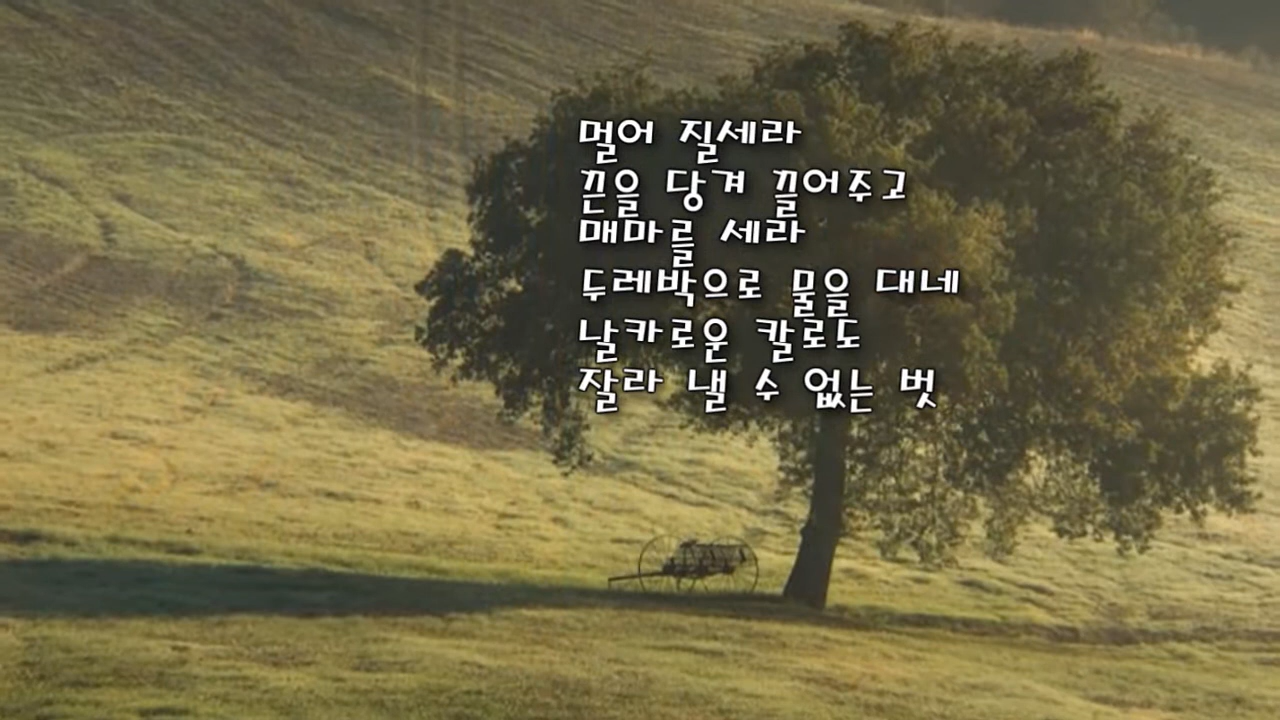 멀어 질세라
끈을 당겨 끌어주고
매마를 세라
두레박으로 물을 대네
날카로운 칼로도
잘라 낼 수 없는 벗